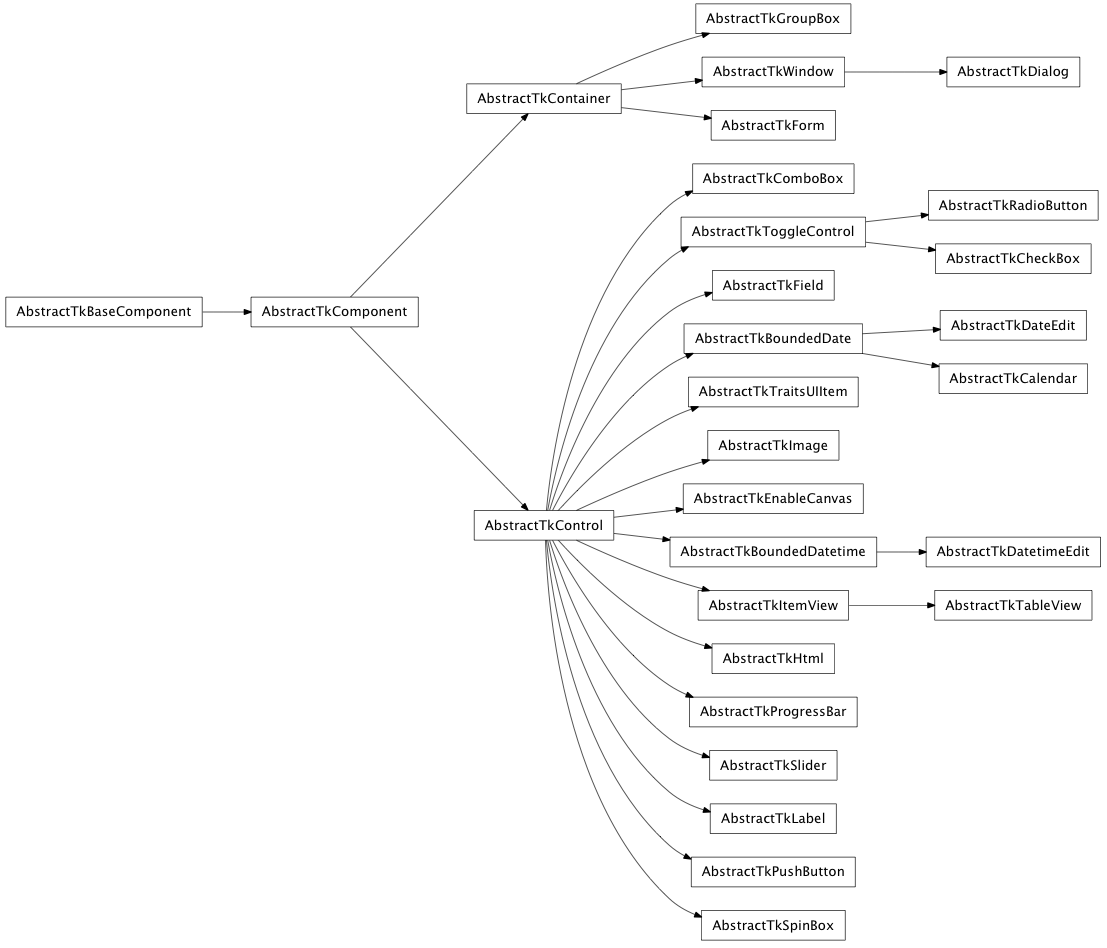 AbstractTkGroupBox
AbstractTkWindow
AbstractTkDialog
AbstractTkContainer
AbstractTkForm
AbstractTkComboBox
AbstractTkRadioButton
AbstractTkToggleControl
AbstractTkCheckBox
AbstractTkField
AbstractTkBaseComponent
AbstractTkComponent
AbstractTkDateEdit
AbstractTkBoundedDate
AbstractTkCalendar
AbstractTkTraitsUIItem
AbstractTkImage
AbstractTkEnableCanvas
AbstractTkControl
AbstractTkBoundedDatetime
AbstractTkDatetimeEdit
AbstractTkItemView
AbstractTkTableView
AbstractTkHtml
AbstractTkProgressBar
AbstractTkSlider
AbstractTkLabel
AbstractTkPushButton
AbstractTkSpinBox